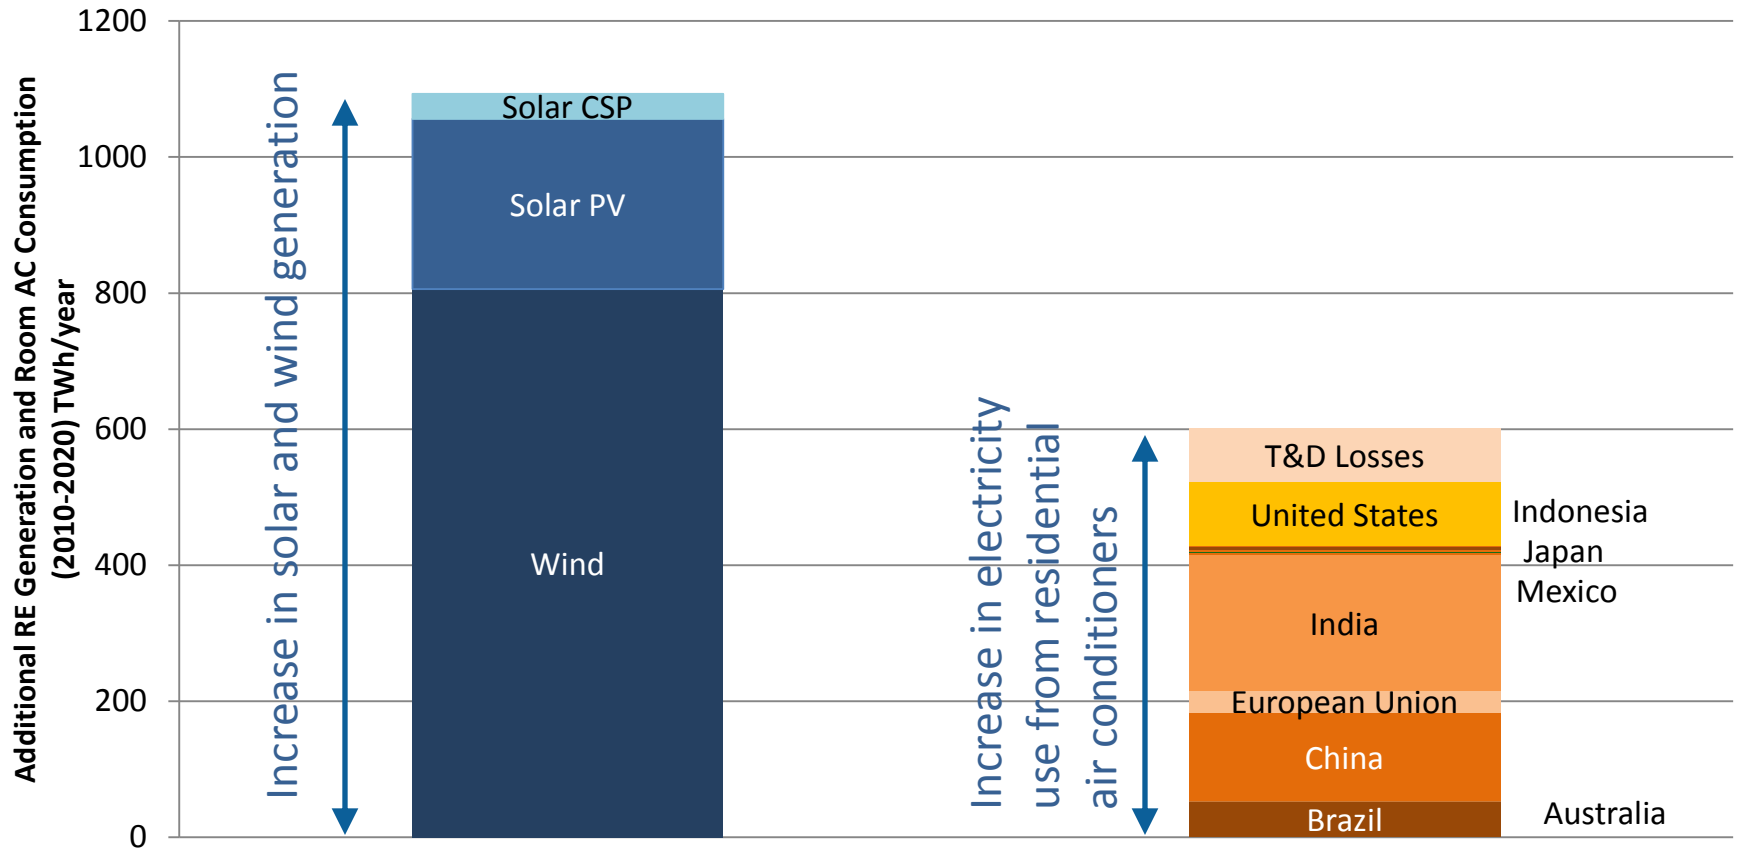 Additional RE Generation and Room AC Consumption
(2010-2020) TWh/year
1200
1000
800
600
400
200
0
Increase in solar and wind generation
Solar CSP
Solar PV
Wind
Increase in electricity
use from residential
air conditioners
T&D Losses
United States
India
European Union
China
Brazil
Indonesia
Japan
Mexico
Australia